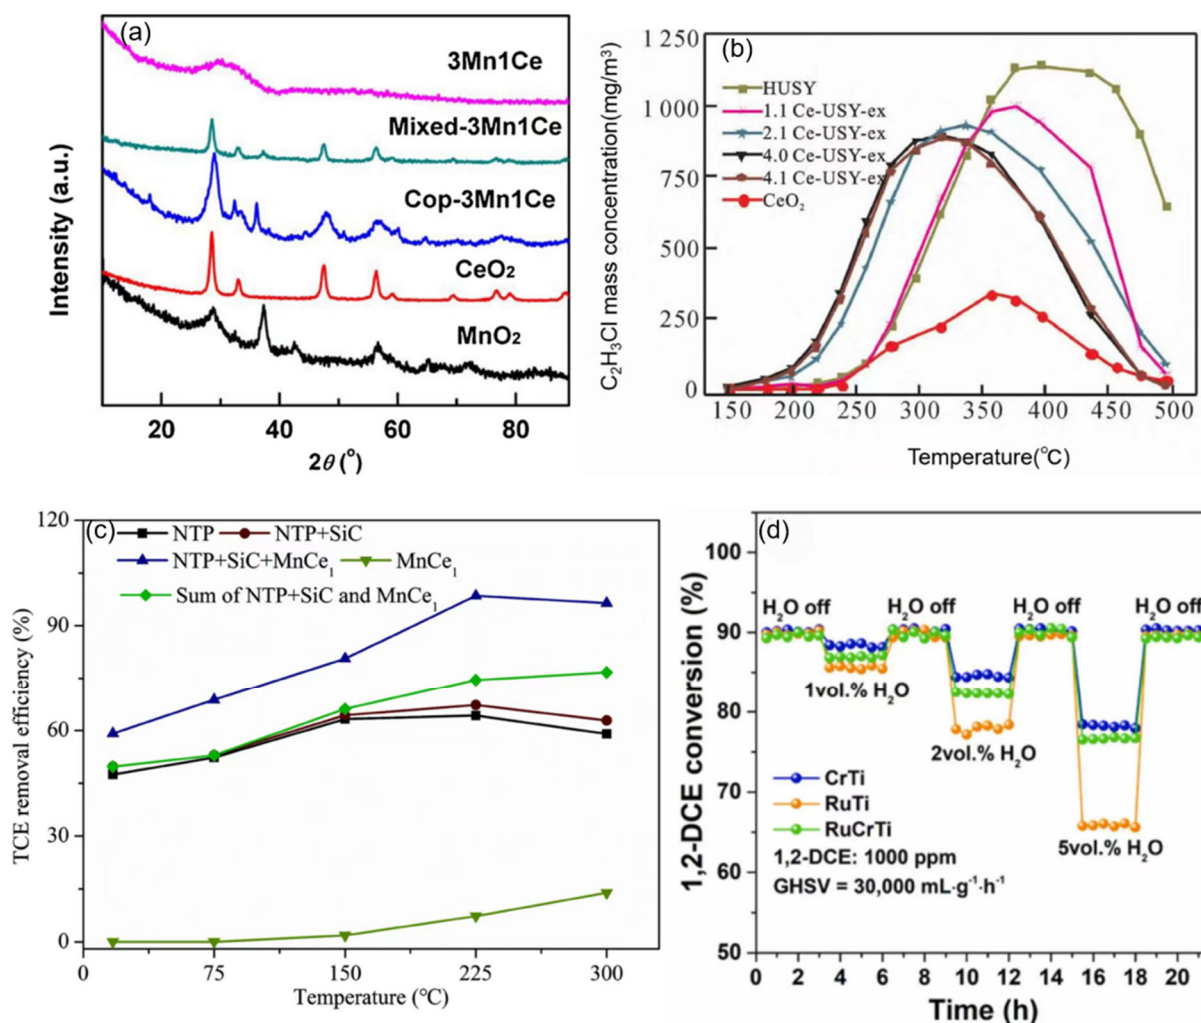 (a)
3Mn1Ce
Mixed-3Mn1Ce
Cop-3Mn1Ce
CeO₂
MnO₂
Intensity (a.u.)
20 40 60 80
2θ (°)
(b)
HUSY
1.1 Ce-USY-ex
2.1 Ce-USY-ex
4.0 Ce-USY-ex
4.1 Ce-USY-ex
CeO₂
C₂H₃Cl mass concentration(mg/m³)
1 250
1 000
750
500
250
0
150 200 250 300 350 400 450 500
Temperature(℃)
(c)
NTP NTP+SiC
NTP+SiC+MnCe₁ MnCe₁
Sum of NTP+SiC and MnCe₁
TCE removal efficiency (%)
120
90
60
30
0
0 75 150 225 300
Temperature (℃)
(d)
H₂O off H₂O off H₂O off H₂O off
1vol.% H₂O
2vol.% H₂O
5vol.% H₂O
CrTi
RuTi
RuCrTi
1,2-DCE: 1000 ppm
GHSV = 30,000 mL·g⁻¹·h⁻¹
1,2-DCE conversion (%)
100
90
80
70
60
50
0 2 4 6 8 10 12 14 16 18 20
Time (h)